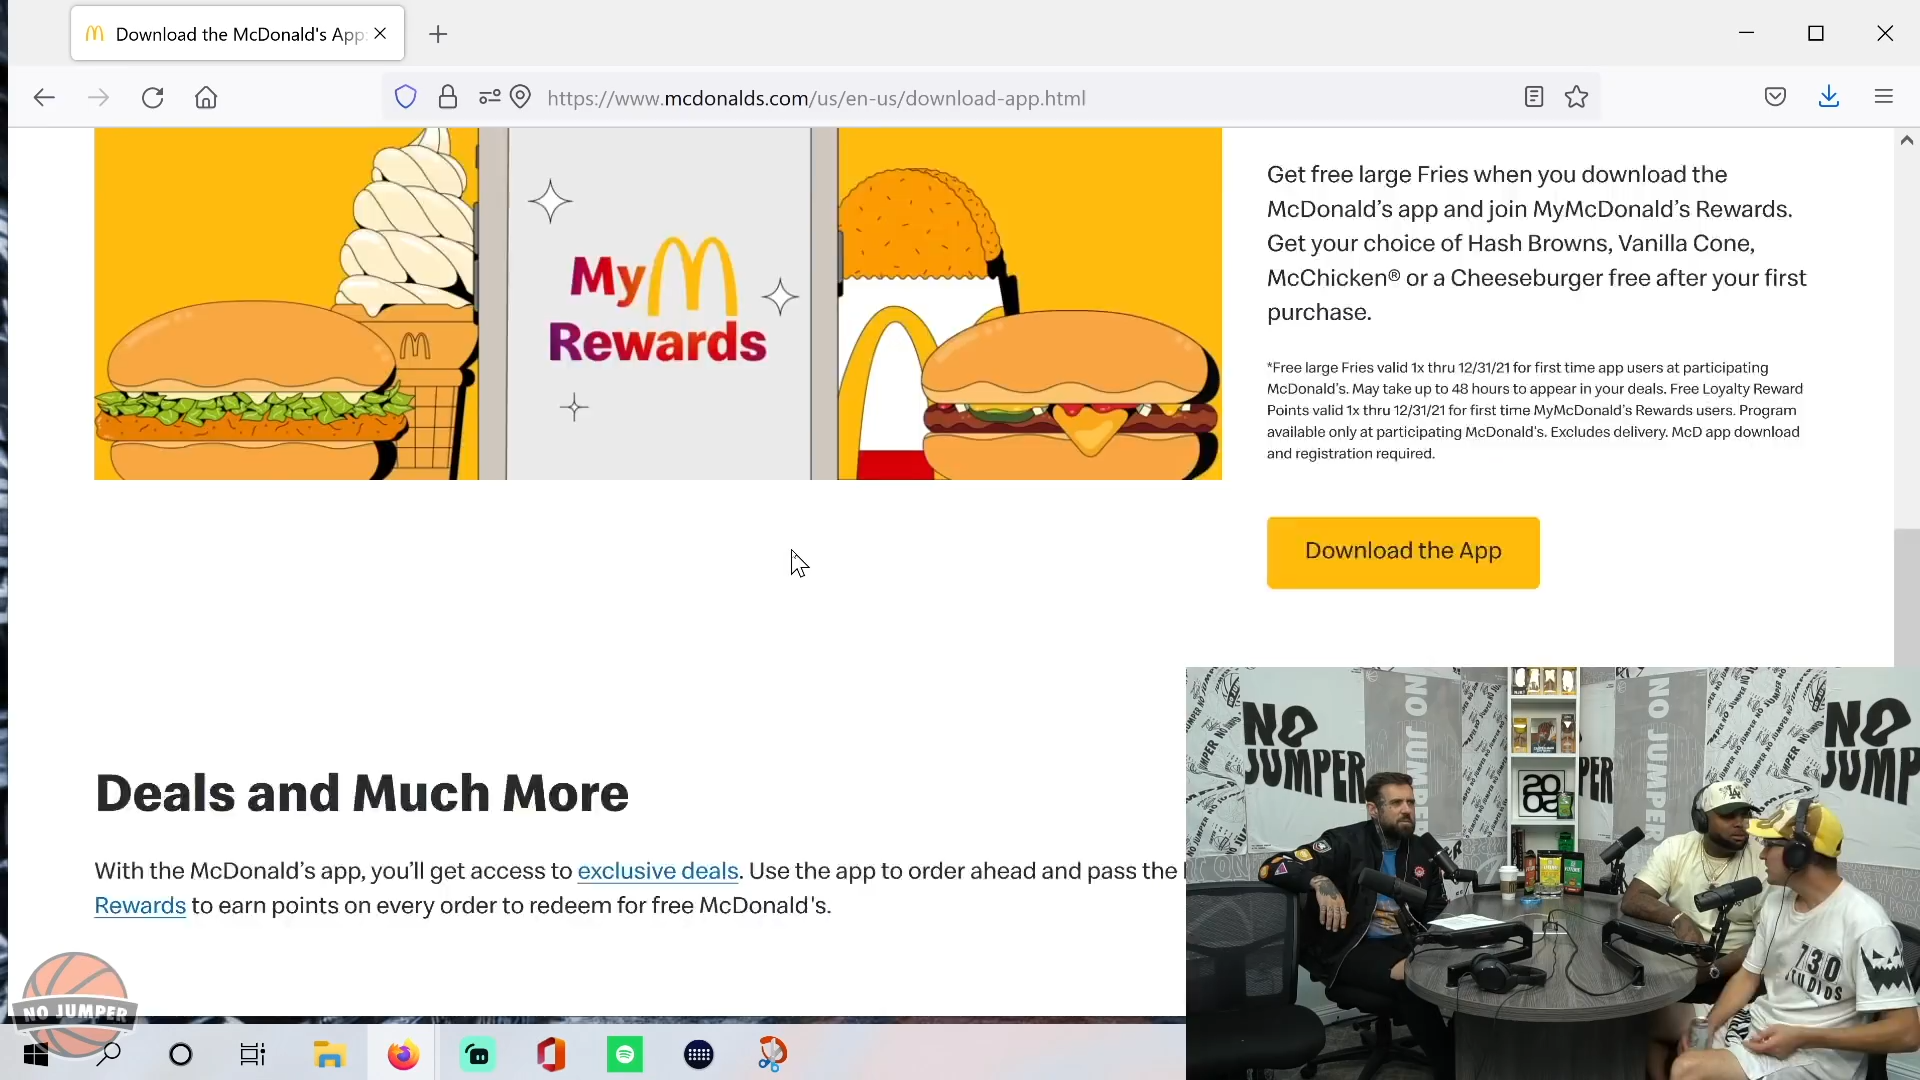 Download the McDonald's App:
https://www.mcdonalds.com/us/en-us/download-app.html
My
Rewards
Get free large Fries when you download the
McDonald’s app and join MyMcDonald’s Rewards.
Get your choice of Hash Browns, Vanilla Cone,
McChicken® or a Cheeseburger free after your first
purchase.
*Free large Fries valid 1x thru 12/31/21 for first time app users at participating
McDonald's. May take up to 48 hours to appear in your deals. Free Loyalty Reward
Points valid 1x thru 12/31/21 for first time MyMcDonald's Rewards users. Program
available only at participating McDonald's. Excludes delivery. McD app download
and registration required.
Download the App
Deals and Much More
With the McDonald’s app, you’ll get access to exclusive deals. Use the app to order ahead and pass the
Rewards to earn points on every order to redeem for free McDonald's.
NO JUMPER
NO
JUMPER
NO JUMPER
NO JUMPER
NO
JUMP
LA
730
STUDIOS